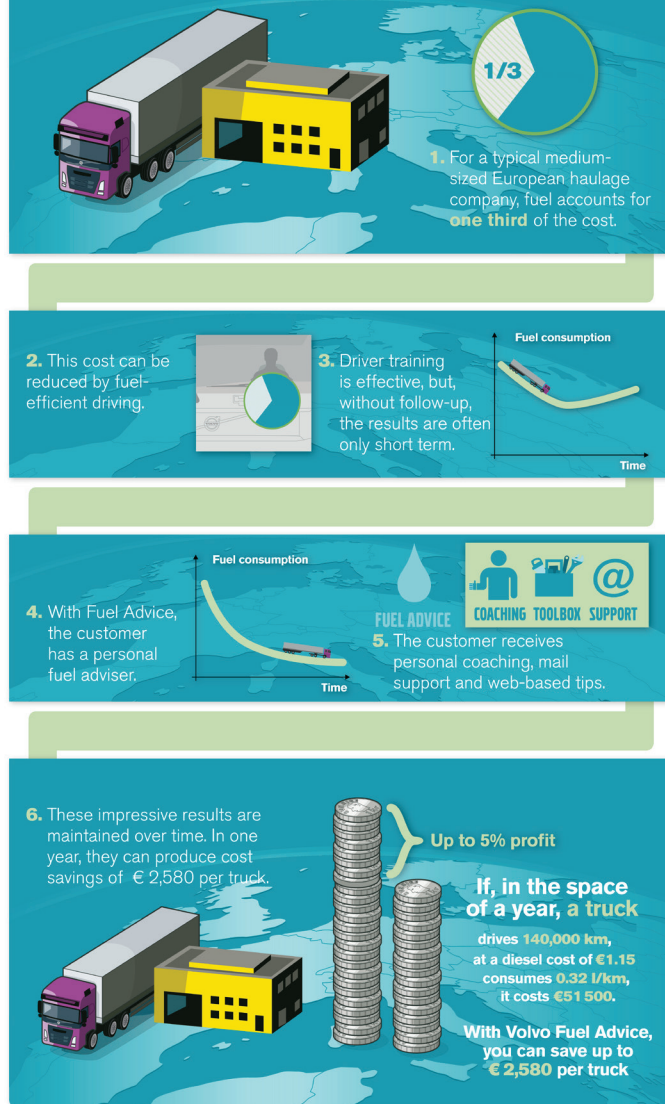 1/3
1. For a typical medium-
sized European haulage
company, fuel accounts for
one third of the cost.
2. This cost can be
reduced by fuel-
efficient driving.
3. Driver training
is effective, but,
without follow-up,
the results are often
only short term.
Fuel consumption
Time
4. With Fuel Advice,
the customer
has a personal
fuel adviser.
Fuel consumption
Time
FUEL ADVICE
COACHING TOOLBOX SUPPORT
@
5. The customer receives
personal coaching, mail
support and web-based tips.
6. These impressive results are
maintained over time. In one
year, they can produce cost
savings of € 2,580 per truck.
Up to 5% profit
If, in the space
of a year, a truck
drives 140,000 km,
at a diesel cost of €1.15
consumes 0.32 l/km,
it costs €51 500.
With Volvo Fuel Advice,
you can save up to
€ 2,580 per truck